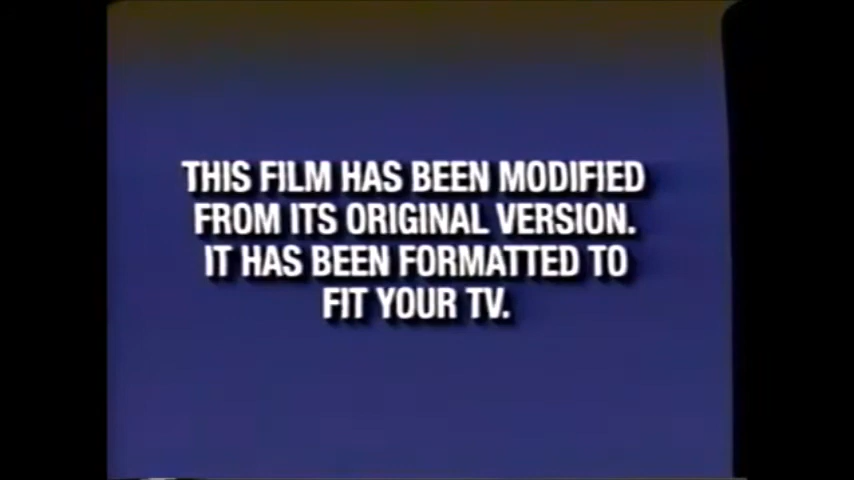 THIS FILM HAS BEEN MODIFIED
FROM ITS ORIGINAL VERSION.
IT HAS BEEN FORMATTED TO
FIT YOUR TV.